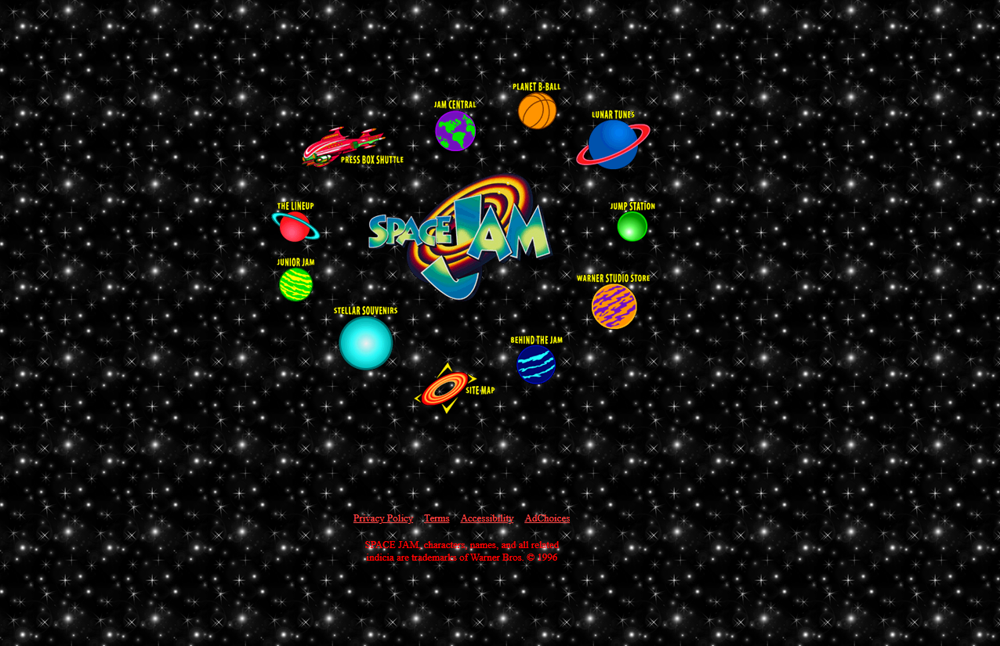 PLANET B-BALL
JAM CENTRAL
LUNAR TUNES
PRESS BOX SHUTTLE
THE LINEUP
SPACE JAM
JUMP STATION
JUNIOR JAM
WARNER STUDIO STORE
STELLAR SOUVENIRS
BEHIND THE JAM
SITE MAP
Privacy Policy Terms Accessibility AdChoices
SPACE JAM, characters, names, and all related
indicia are trademarks of Warner Bros. © 1996